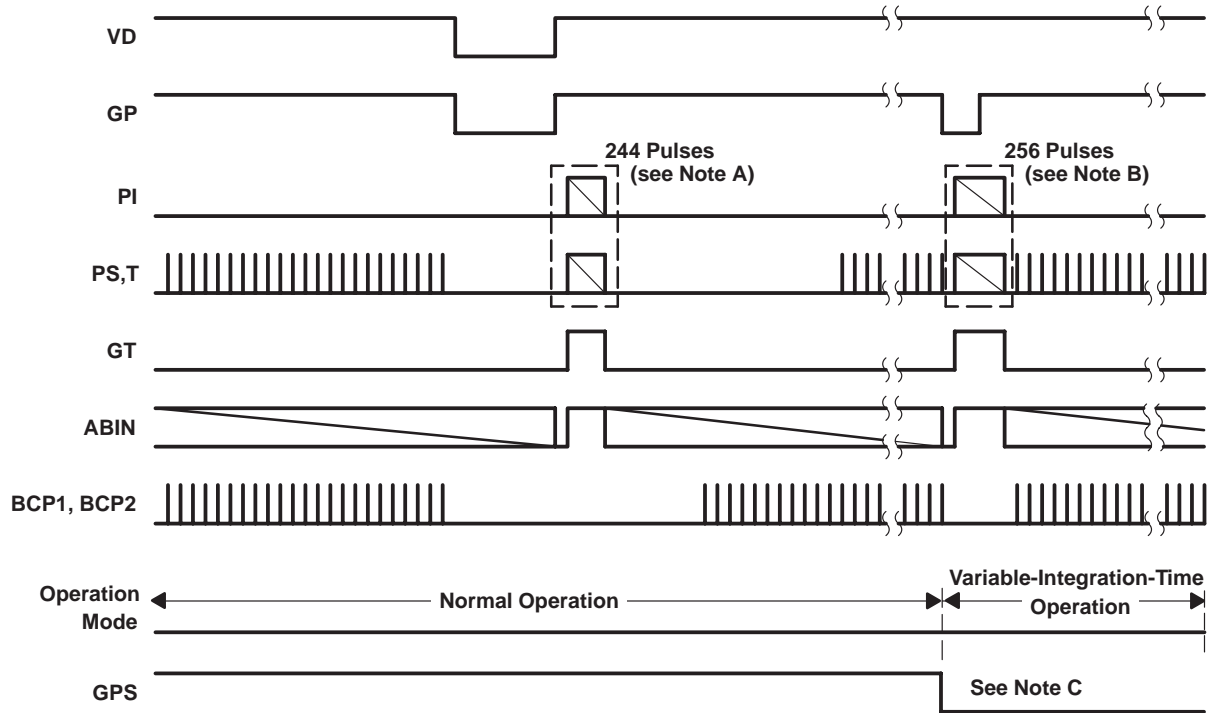 VD
GP
244 Pulses
(see Note A)
256 Pulses
(see Note B)
PI
PS,T
GT
ABIN
BCP1, BCP2
Operation
Mode
Normal Operation
Variable-Integration-Time
Operation
GPS
See Note C